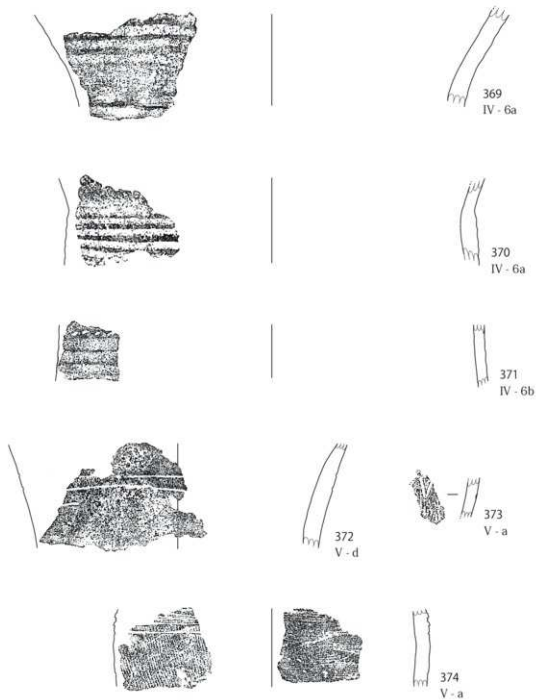 369
IV - 6a
370
IV - 6a
371
IV - 6b
372
V - d
373
V - a
374
V - a